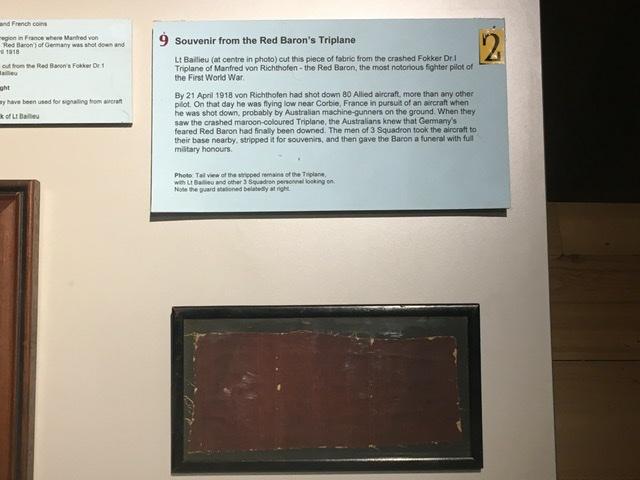 and French coins
region in France where Manfred von
'Red Baron') of Germany was shot down and
1918
cut from the Red Baron's Fokker Dr.1
Baillieu
ght
ay have been used for signalling from aircraft
k of Lt Baillieu
9 Souvenir from the Red Baron's Triplane
2
Lt Baillieu (at centre in photo) cut this piece of fabric from the crashed Fokker Dr.I
Triplane of Manfred von Richthofen - the Red Baron, the most notorious fighter pilot of
the First World War.
By 21 April 1918 von Richthofen had shot down 80 Allied aircraft, more than any other
pilot. On that day he was flying low near Corbie, France in pursuit of an aircraft when
he was shot down, probably by Australian machine-gunners on the ground. When they
saw the crashed maroon-coloured Triplane, the Australians knew that Germany's
feared Red Baron had finally been downed. The men of 3 Squadron took the aircraft to
their base nearby, stripped it for souvenirs, and then gave the Baron a funeral with full
military honours.
Photo: Tail view of the stripped remains of the Triplane,
with Lt Baillieu and other 3 Squadron personnel looking on.
Note the guard stationed belatedly at right.